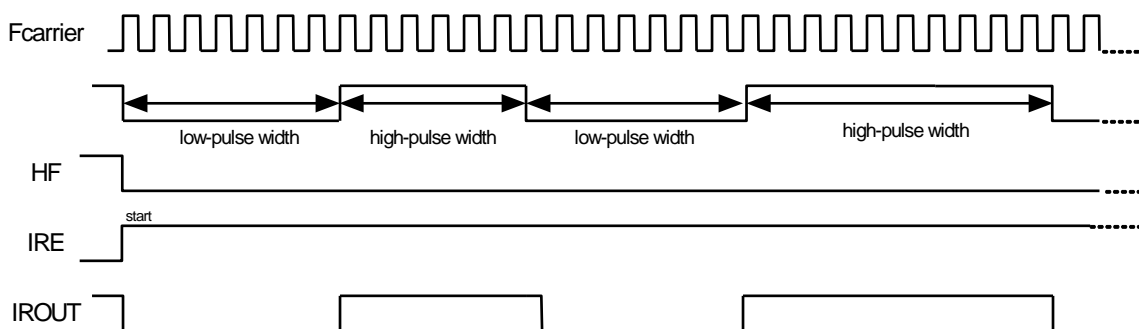 Fcarrier
low-pulse width high-pulse width low-pulse width high-pulse width
HF
start
IRE
IROUT